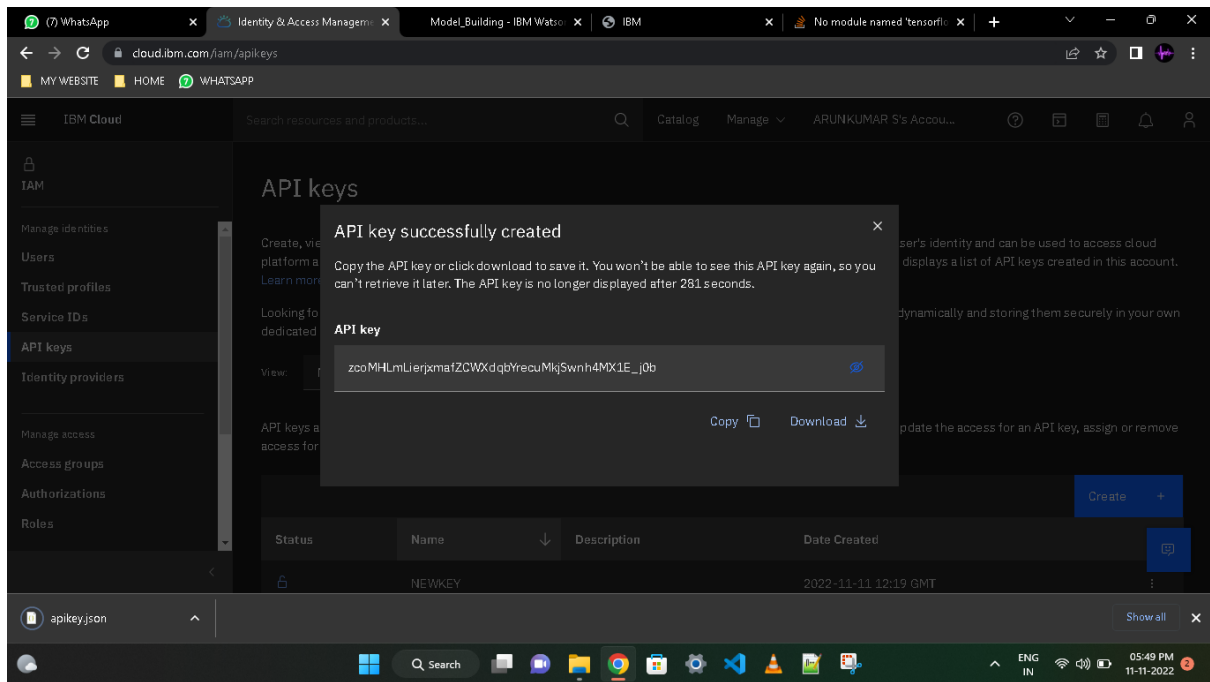 (7) WhatsApp
Identity & Access Manageme
Model_Building - IBM Watso
IBM
No module named 'tensorflo
cloud.ibm.com/iam/apikeys
MY WEBSITE
HOME
WHATSAPP
IBM Cloud
Search resources and products...
Catalog
Manage
ARUNKUMAR S's Accou...
IAM
Manage identities
Users
Trusted profiles
Service IDs
API keys
Identity providers
Manage access
Access groups
Authorizations
Roles
API keys
Create, vie
ser's identity and can be used to access cloud
platform a
displays a list of API keys created in this account.
Learn more
Looking fo
dynamically and storing them securely in your own
dedicated
View:
API keys a
pdate the access for an API key, assign or remove
access for
API key successfully created
Copy the API key or click download to save it. You won't be able to see this API key again, so you
can't retrieve it later. The API key is no longer displayed after 281 seconds.
API key
zcoMHLmLierjxmafZCWXdqbYrecuMkjSwnh4MX1E_j0b
Copy
Download
Create +
Status
Name
Description
Date Created
NEWKEY
2022-11-11 12:19 GMT
apikey.json
Show all
Search
ENG
IN
05:49 PM
11-11-2022
2